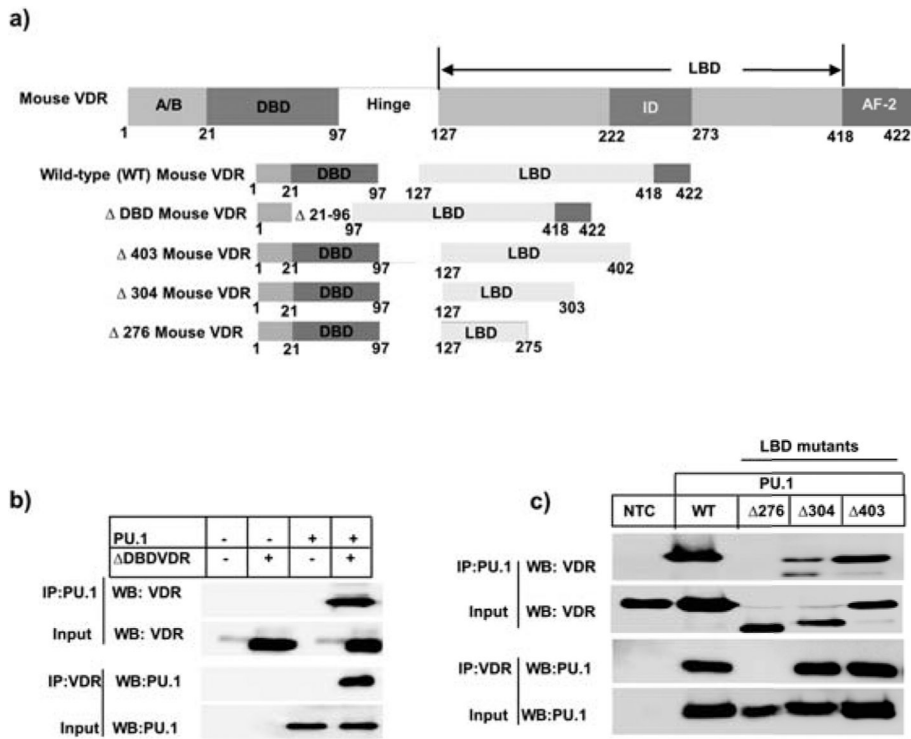 a)
LBD
Mouse VDR A/B DBD Hinge ID AF-2
1 21 97 127 222 273 418 422
Wild-type (WT) Mouse VDR DBD LBD
1 21 97 127 418 422
Δ DBD Mouse VDR Δ 21-96 LBD
1 97 418 422
Δ 403 Mouse VDR DBD LBD
1 21 97 127 402
Δ 304 Mouse VDR DBD LBD
1 21 97 127 303
Δ 276 Mouse VDR DBD LBD
1 21 97 127 275
b)
PU.1 - - + +
ΔDBDVDR - + - +
IP:PU.1 WB: VDR
Input WB: VDR
IP:VDR WB:PU.1
Input WB:PU.1
c)
LBD mutants
PU.1
NTC WT Δ276 Δ304 Δ403
IP:PU.1 WB: VDR
Input WB: VDR
IP:VDR WB:PU.1
Input WB:PU.1